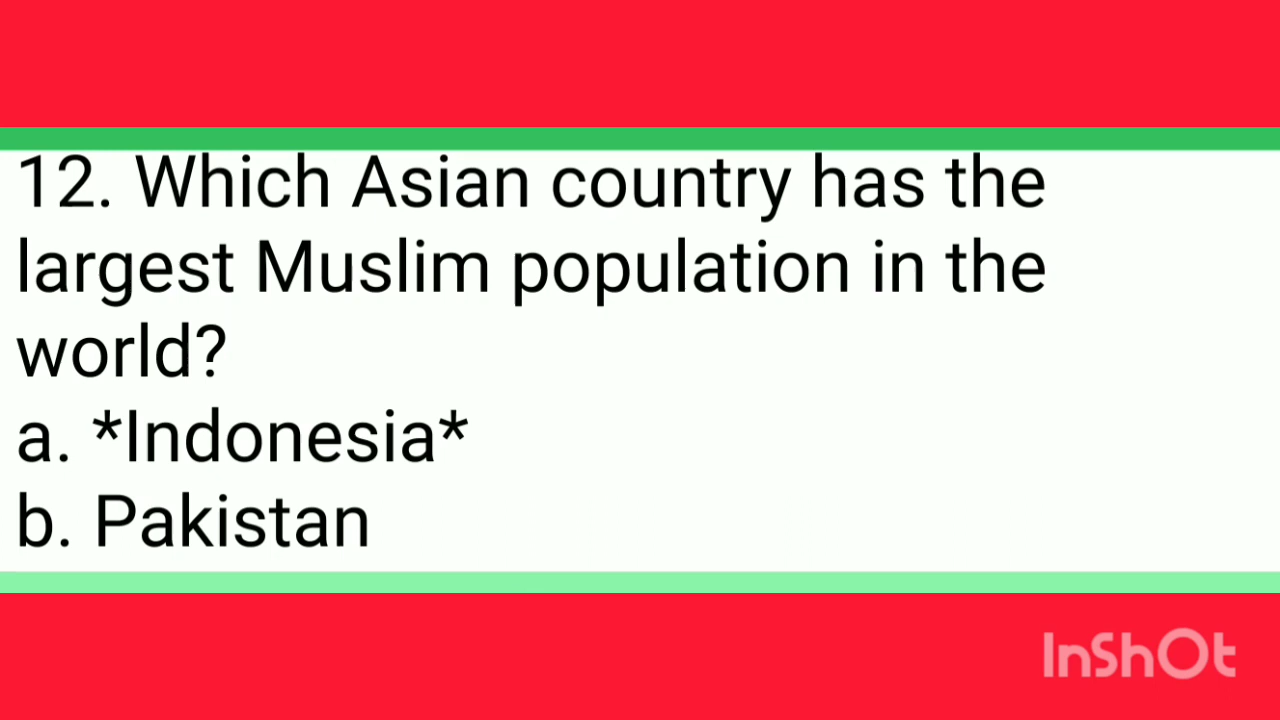 12. Which Asian country has the
largest Muslim population in the
world?
a. *Indonesia*
b. Pakistan
InShOt